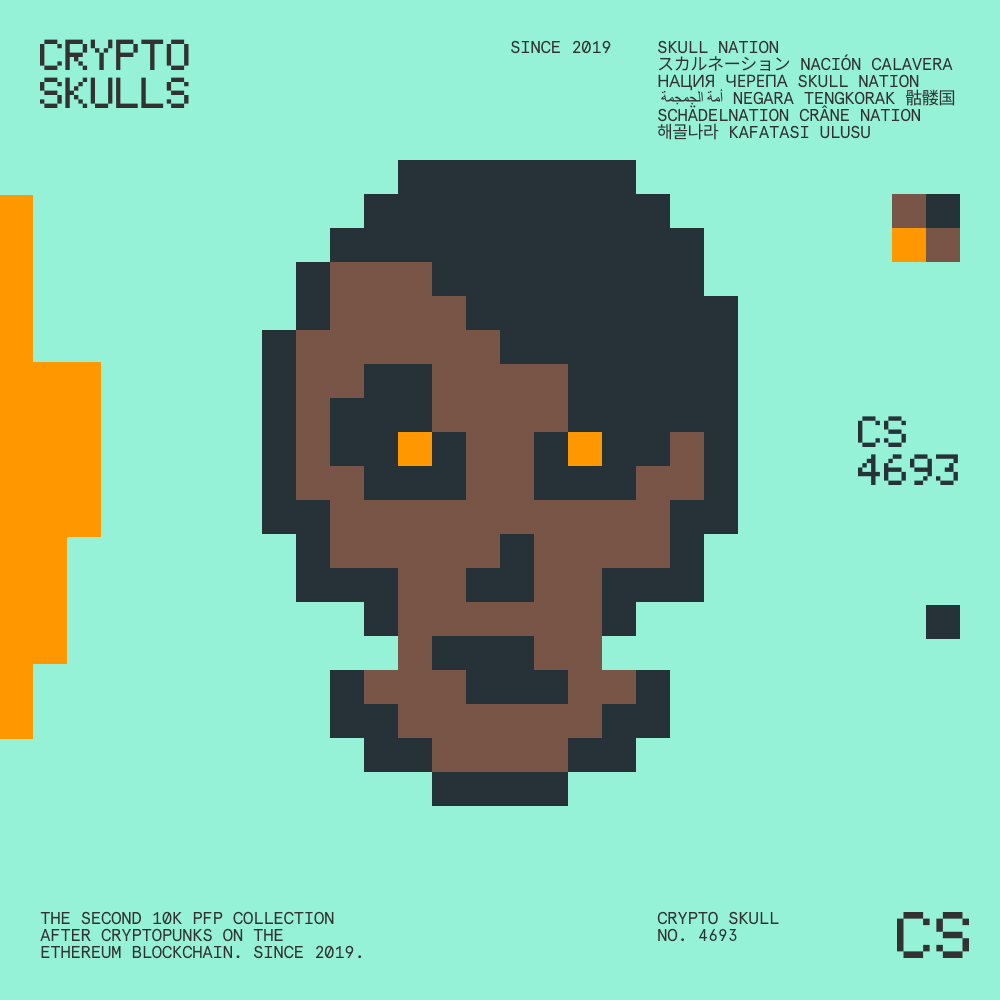 CRYPTO
SKULLS
SINCE 2019
SKULL NATION
スカルネーション NACIÓN CALAVERA
НАЦИЯ ЧЕРЕПА SKULL NATION
أمة الجمجمة NEGARA TENGKORAK 骷髅国
SCHÄDELNATION CRÂNE NATION
해골나라 KAFATASI ULUSU
CS
4693
THE SECOND 10K PFP COLLECTION
AFTER CRYPTOPUNKS ON THE
ETHEREUM BLOCKCHAIN. SINCE 2019.
CRYPTO SKULL
NO. 4693
CS